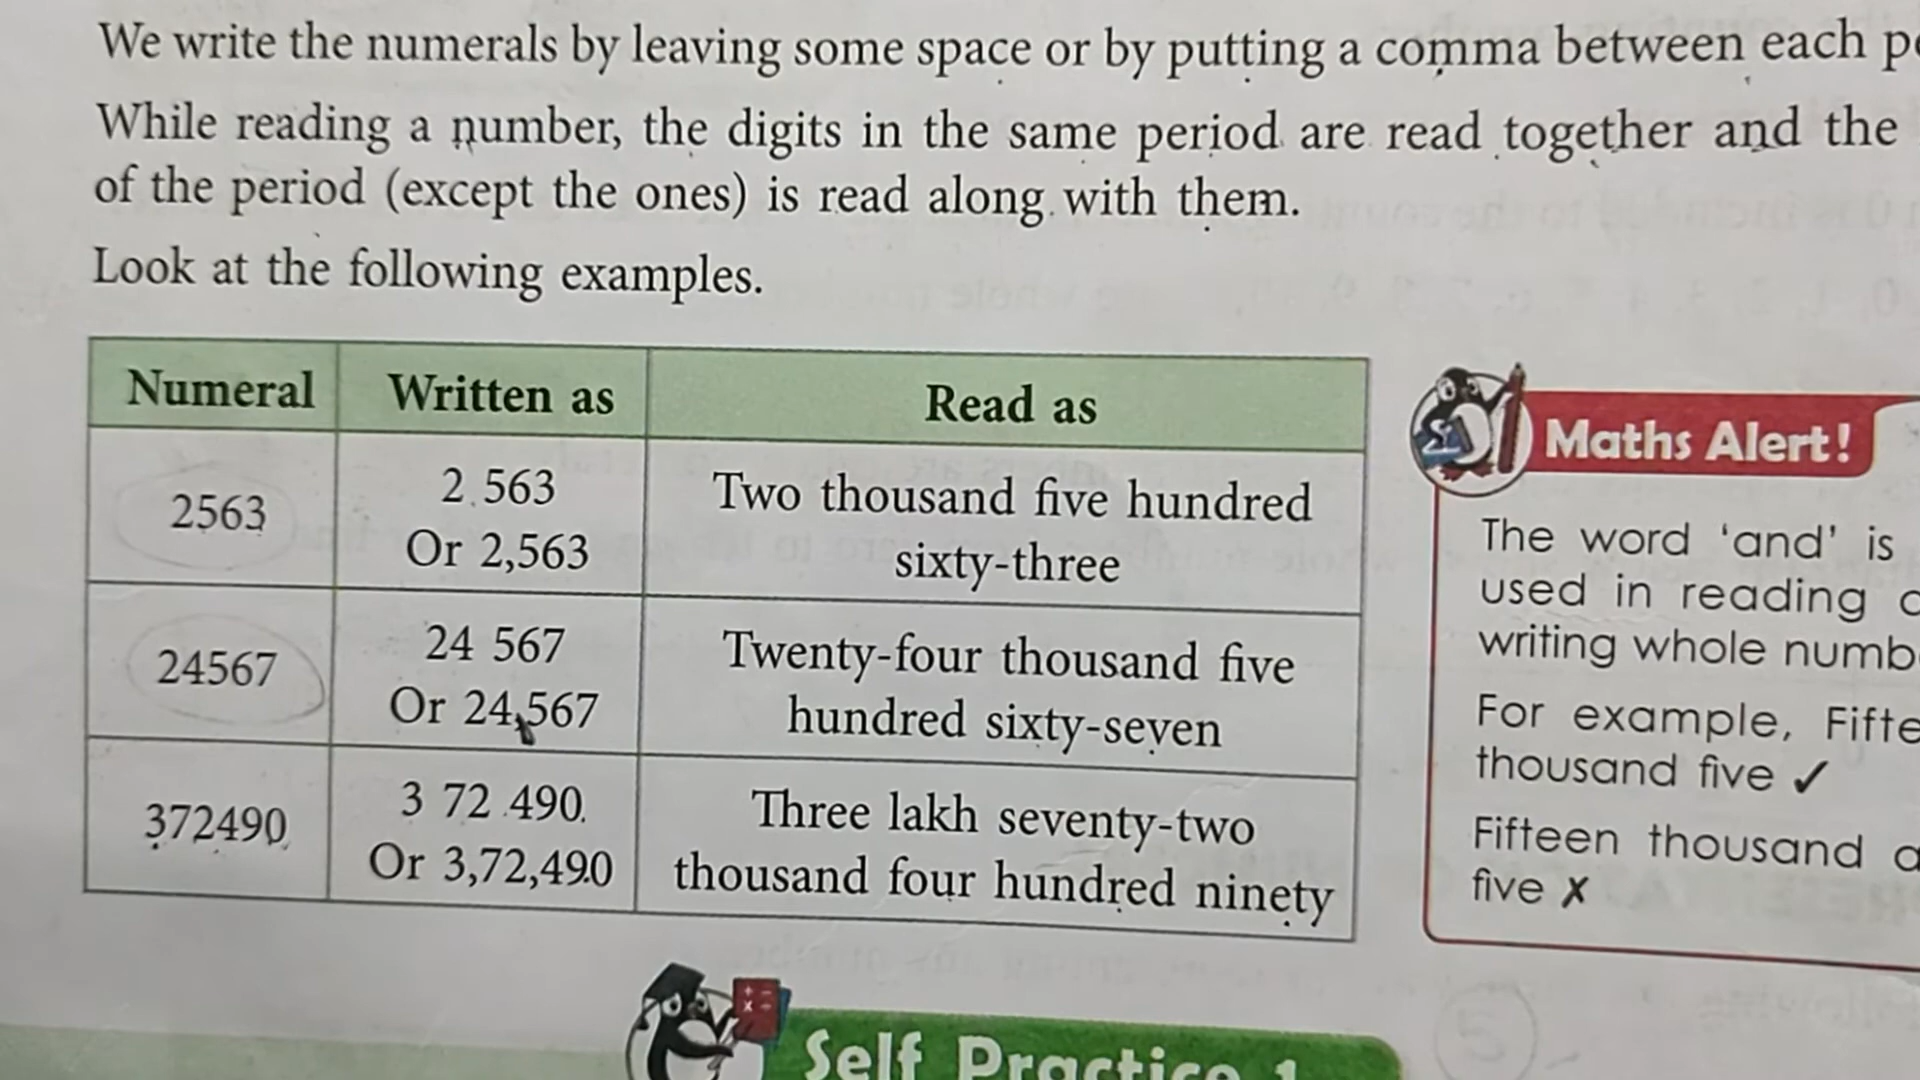 We write the numerals by leaving some space or by putting a comma between each
While reading a number, the digits in the same period are read together and the
of the period (except the ones) is read along with them.
Look at the following examples.
Numeral Written as Read as
2563
2 563
Or 2,563
Two thousand five hundred
sixty-three
24567
24 567
Or 24,567
Twenty-four thousand five
hundred sixty-seven
372490
3 72 490
Or 3,72,490
Three lakh seventy-two
thousand four hundred ninety
Maths Alert!
The word 'and' is
used in reading
writing whole
For example,
thousand five ✓
Fifteen thousand
five ✗
Self Practice 1